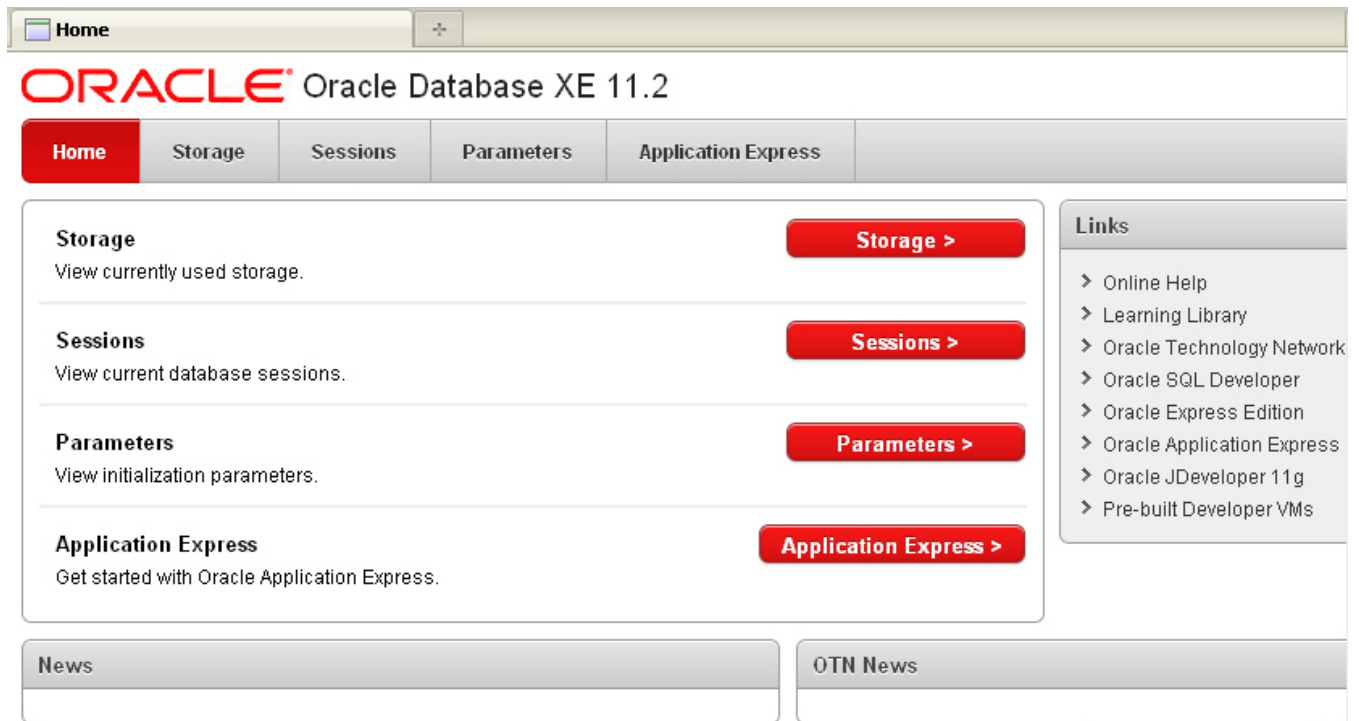 Home
ORACLE Oracle Database XE 11.2
Home Storage Sessions Parameters Application Express
Storage
View currently used storage.
Storage >
Sessions
View current database sessions.
Sessions >
Parameters
View initialization parameters.
Parameters >
Application Express
Get started with Oracle Application Express.
Application Express >
Links
Online Help
Learning Library
Oracle Technology Network
Oracle SQL Developer
Oracle Express Edition
Oracle Application Express
Oracle JDeveloper 11g
Pre-built Developer VMs
News
OTN News